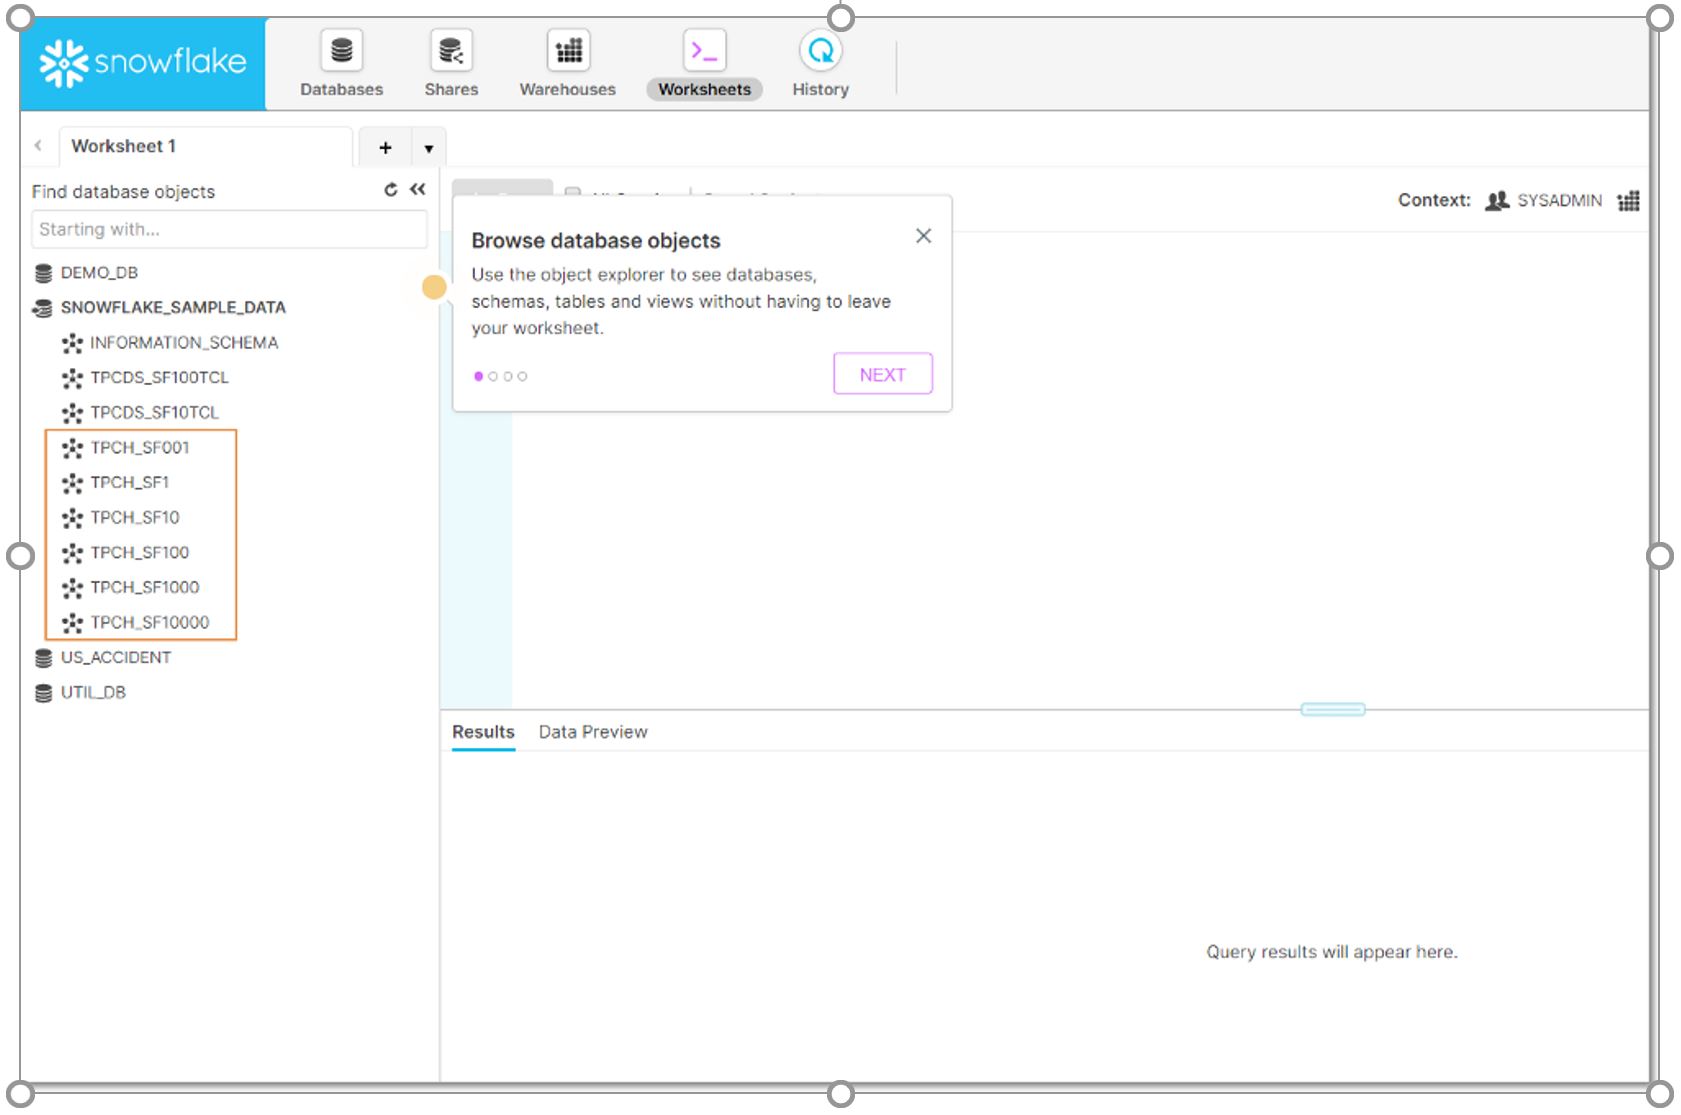 snowflake
Databases
Shares
Warehouses
Worksheets
History
Worksheet 1
Find database objects
Starting with...
DEMO_DB
SNOWFLAKE_SAMPLE_DATA
INFORMATION_SCHEMA
TPCDS_SF100TCL
TPCDS_SF10TCL
TPCH_SF001
TPCH_SF1
TPCH_SF10
TPCH_SF100
TPCH_SF1000
TPCH_SF10000
US_ACCIDENT
UTIL_DB
Context: SYSADMIN
Browse database objects
Use the object explorer to see databases,
schemas, tables and views without having to leave
your worksheet.
NEXT
Results Data Preview
Query results will appear here.